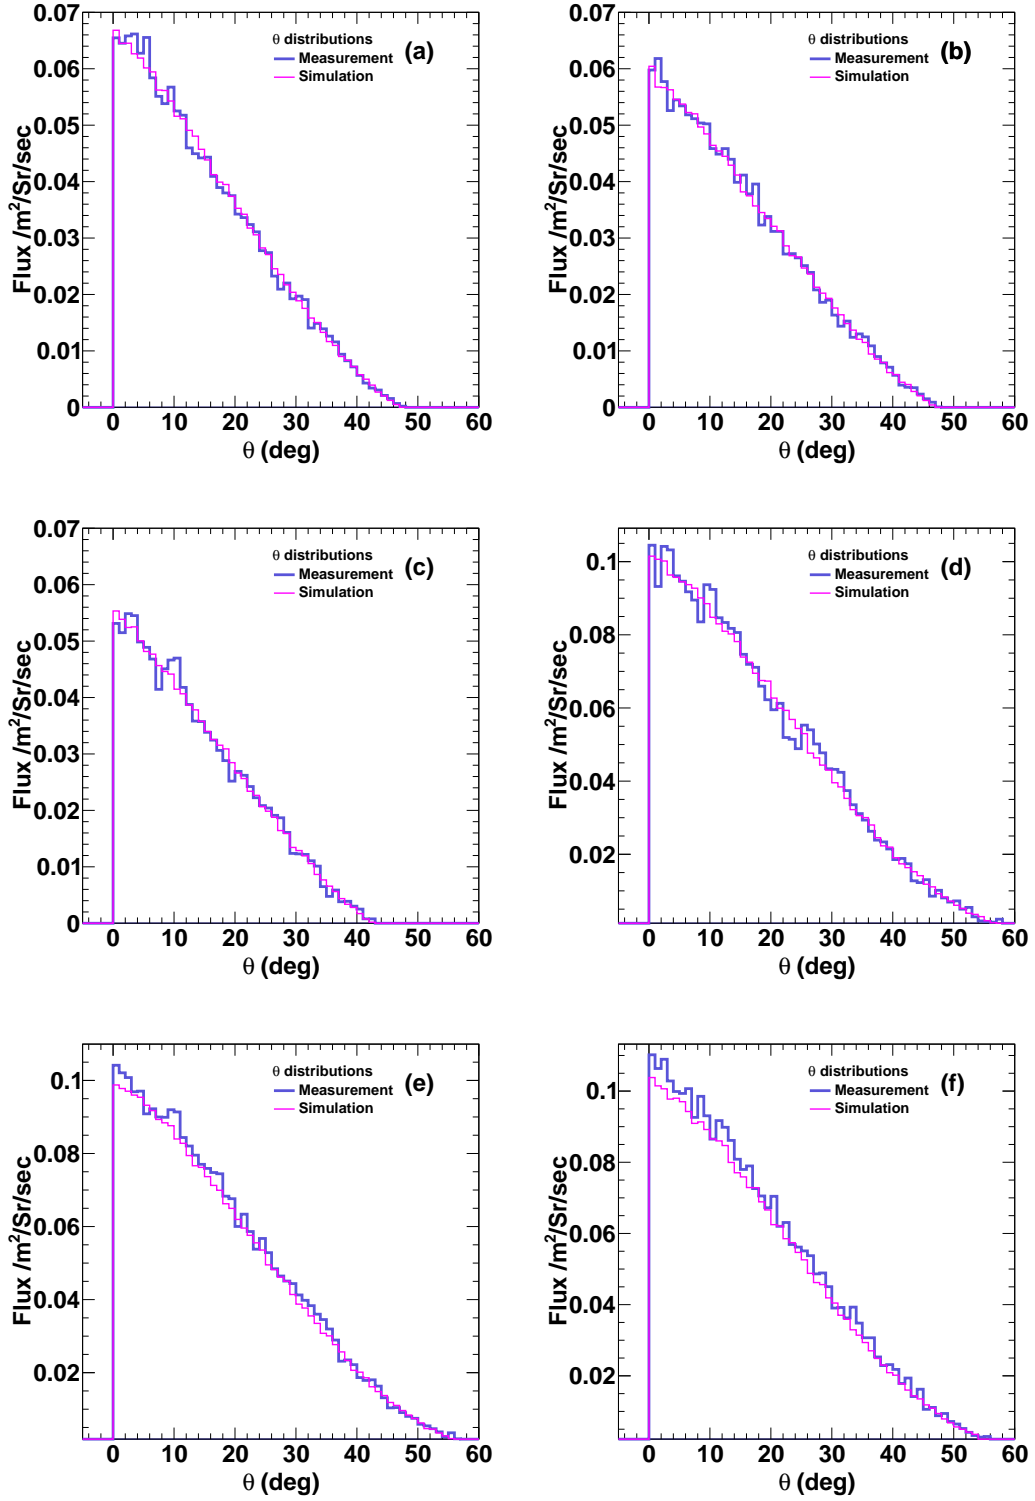 0.07
0.06
0.05
0.04
0.03
0.02
0.01
0
Flux /m²/Sr/sec
θ distributions
Measurement
Simulation
(a)
0 10 20 30 40 50 60
θ (deg)
0.07
0.06
0.05
0.04
0.03
0.02
0.01
0
Flux /m²/Sr/sec
θ distributions
Measurement
Simulation
(b)
0 10 20 30 40 50 60
θ (deg)
0.07
0.06
0.05
0.04
0.03
0.02
0.01
0
Flux /m²/Sr/sec
θ distributions
Measurement
Simulation
(c)
0 10 20 30 40 50 60
θ (deg)
0.1
0.08
0.06
0.04
0.02
Flux /m²/Sr/sec
θ distributions
Measurement
Simulation
(d)
0 10 20 30 40 50 60
θ (deg)
0.1
0.08
0.06
0.04
0.02
Flux /m²/Sr/sec
θ distributions
Measurement
Simulation
(e)
0 10 20 30 40 50 60
θ (deg)
0.1
0.08
0.06
0.04
0.02
Flux /m²/Sr/sec
θ distributions
Measurement
Simulation
(f)
0 10 20 30 40 50 60
θ (deg)